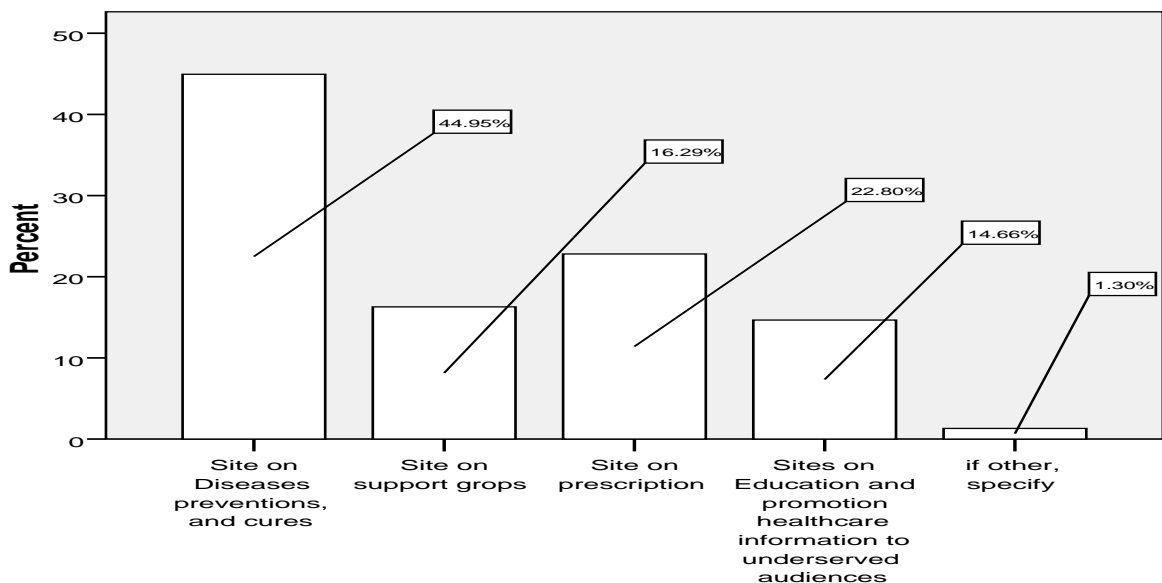 Percent
50
40
30
20
10
0
44.95%
16.29%
22.80%
14.66%
1.30%
Site on
Diseases
preventions,
and cures
Site on
support grops
Site on
prescription
Sites on
Education and
promotion
healthcare
information to
underserved
audiences
if other,
specify